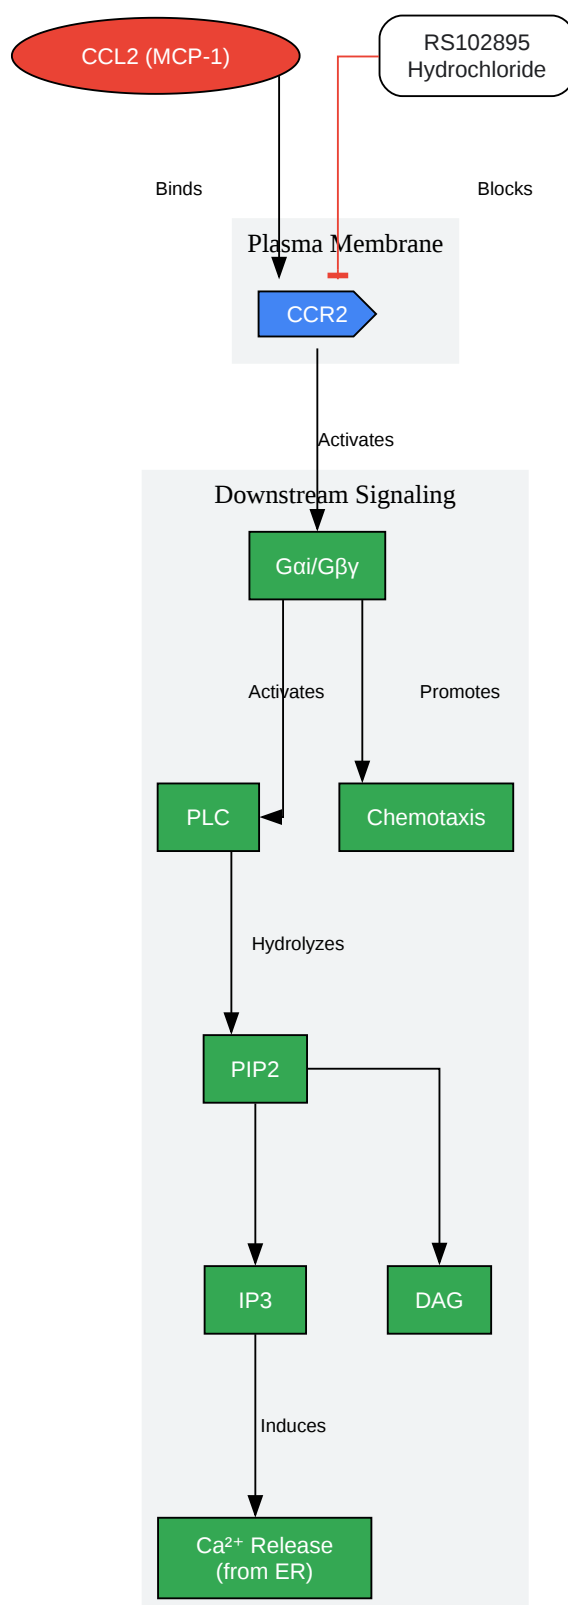 CCL2 (MCP-1)
RS102895
Hydrochloride
Binds
Blocks
Plasma Membrane
CCR2
Activates
Downstream Signaling
Gαi/Gβγ
Activates
Promotes
PLC
Chemotaxis
Hydrolyzes
PIP2
IP3
DAG
Induces
Ca²⁺ Release
(from ER)